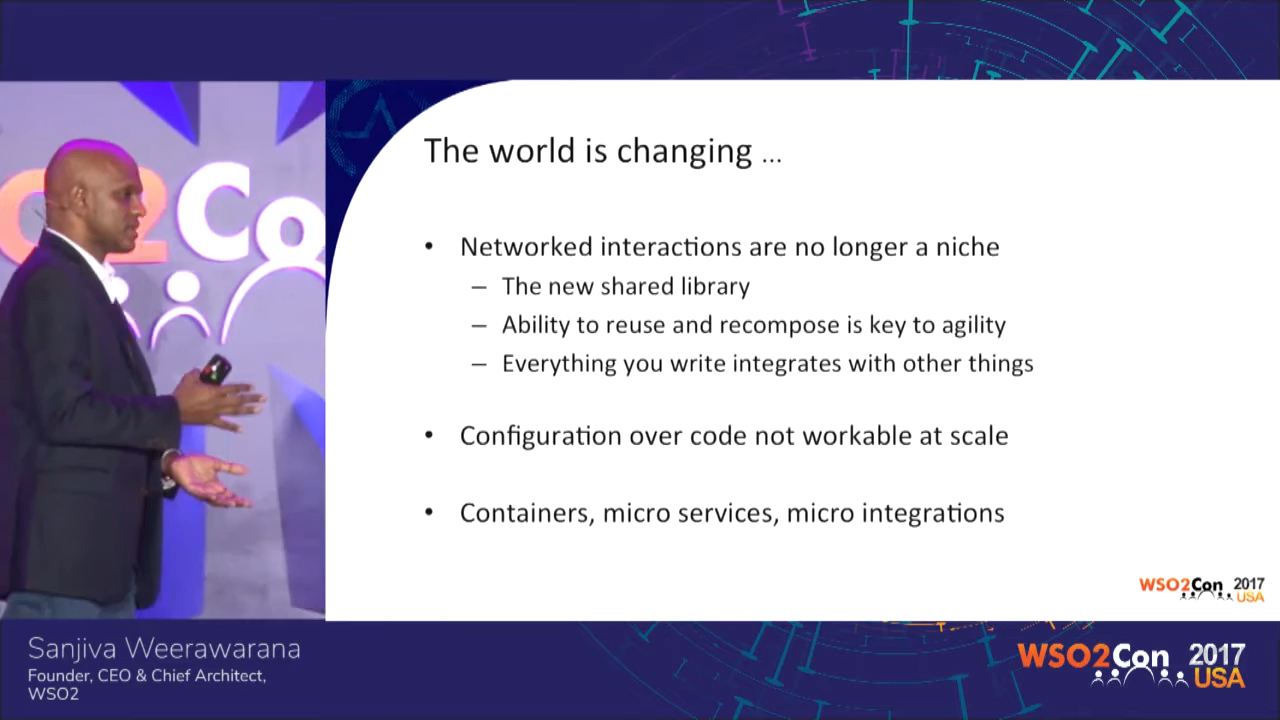 O2Con
The world is changing ...
• Networked interactions are no longer a niche
– The new shared library
– Ability to reuse and recompose is key to agility
– Everything you write integrates with other things
• Configuration over code not workable at scale
• Containers, micro services, micro integrations
WSO2Con 2017
USA
Sanjiva Weerawarana
Founder, CEO & Chief Architect,
WSO2
WSO2Con 2017
USA